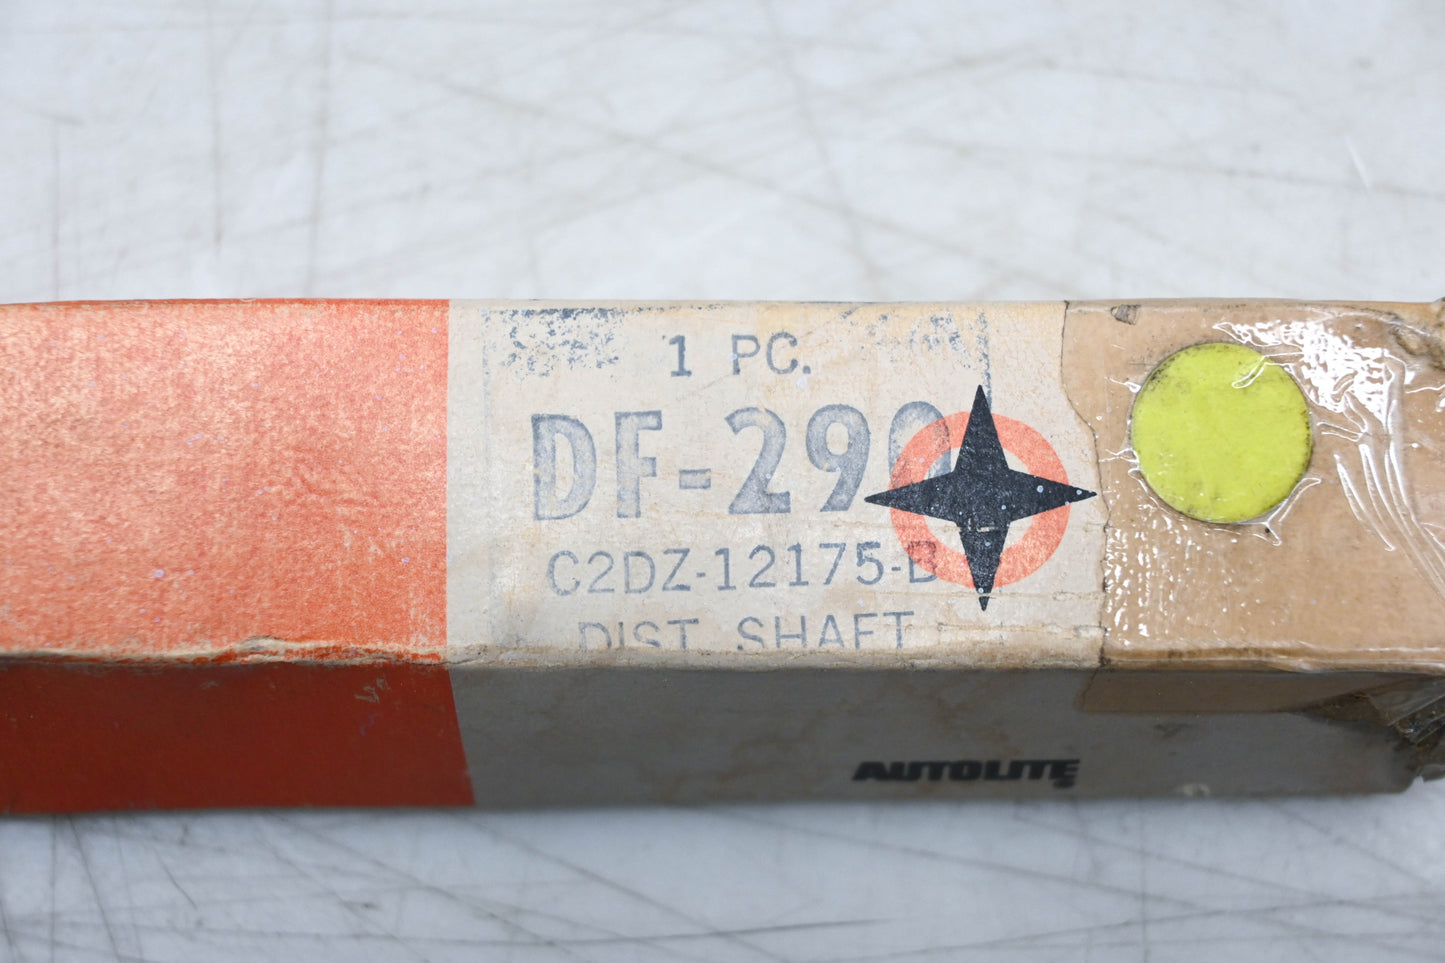 1 PC.
DF-290
C2DZ-12175-B
DIST. SHAFT
AUTOLITE